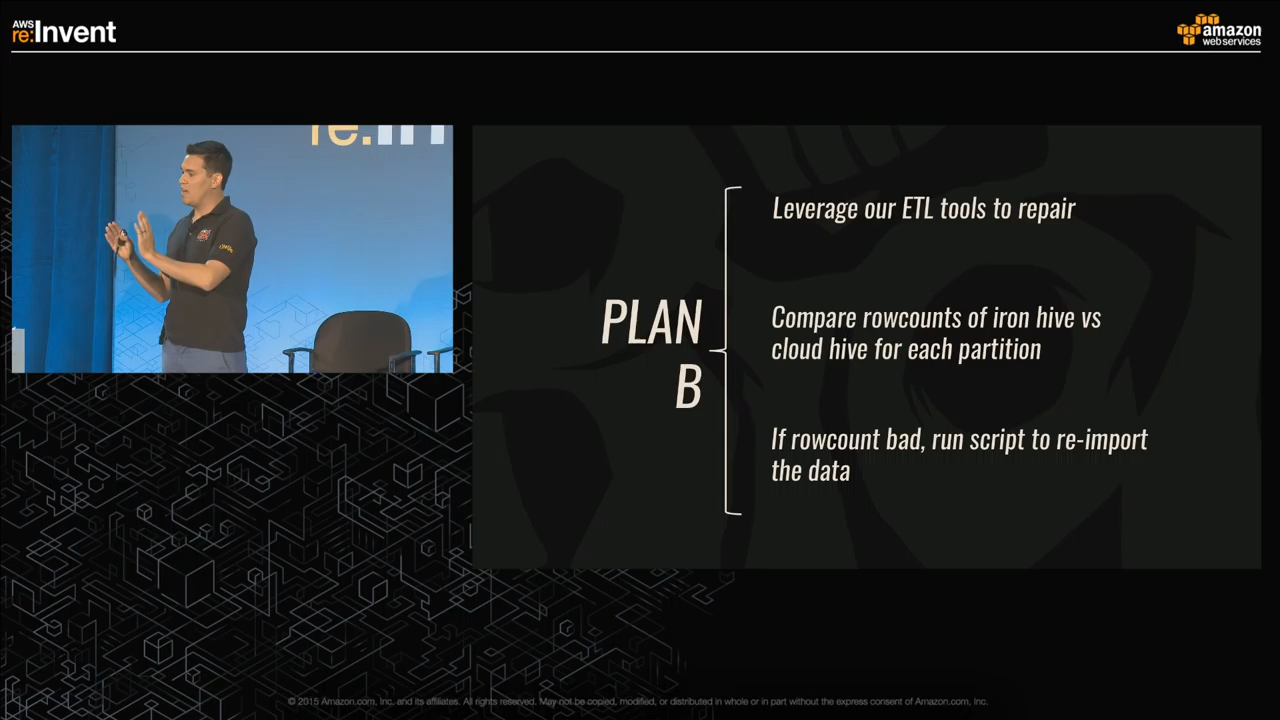 AWS
re:Invent
amazon
webservices
re:In
Leverage our ETL tools to repair
PLAN
B
Compare rowcounts of iron hive vs
cloud hive for each partition
If rowcount bad, run script to re-import
the data
© 2015 Amazon.com, Inc. and its affiliates. All rights reserved. May not be copied, modified, or distributed in whole or in part without the express consent of Amazon.com, Inc.